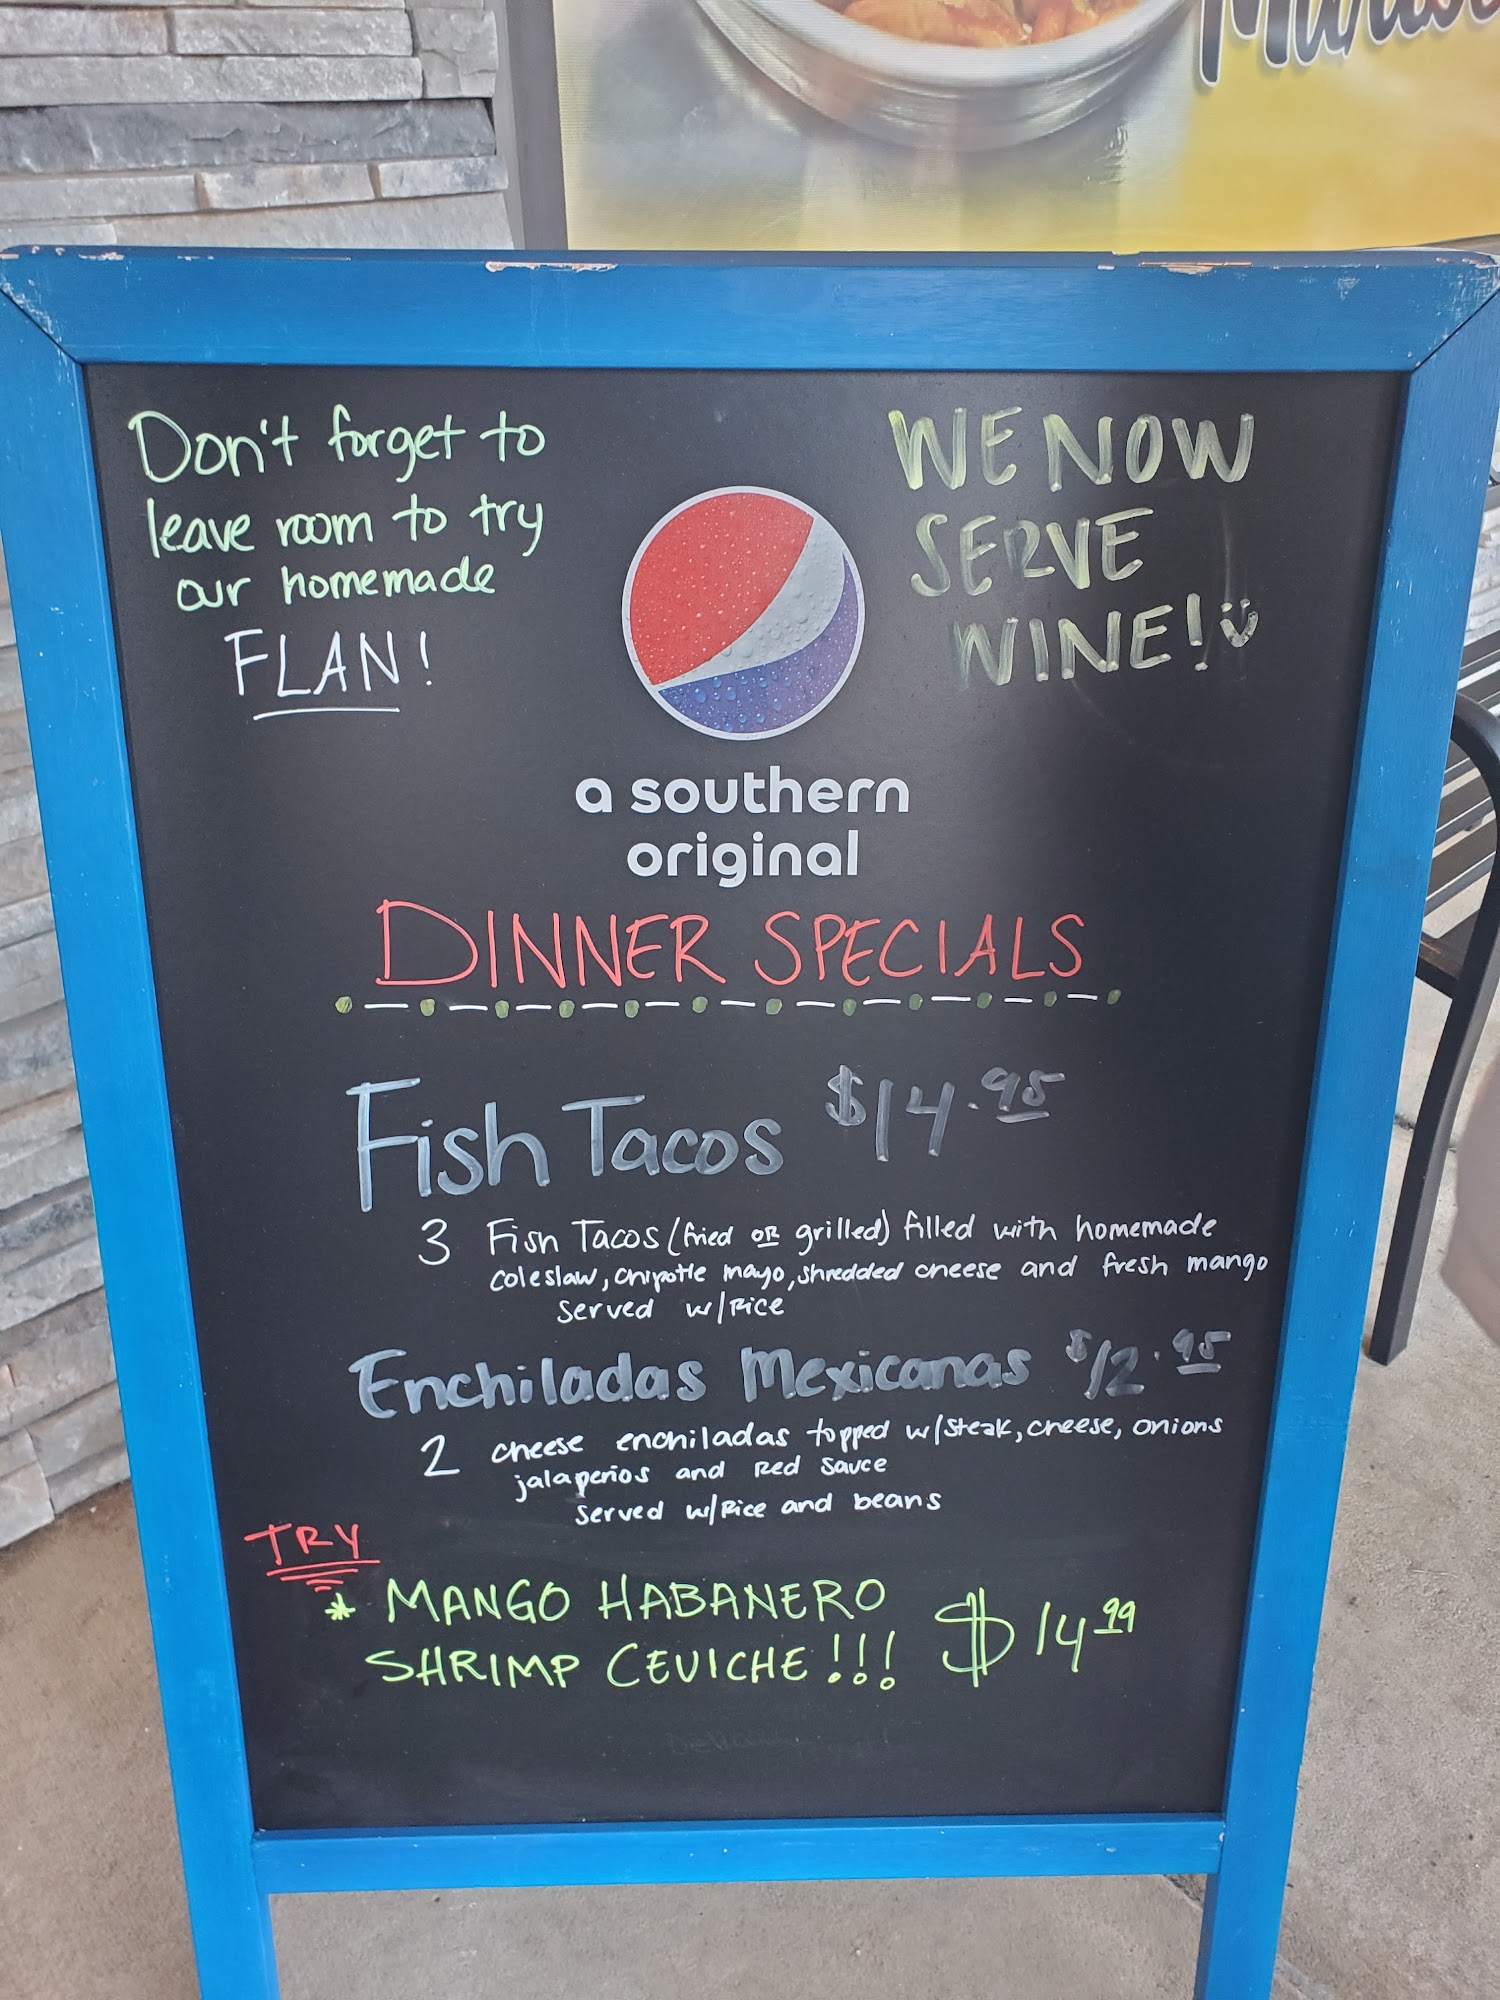 Don't forget to
leave room to try
our homemade
FLAN!
WE NOW
SERVE
WINE!
a southern
original
DINNER SPECIALS
Fish Tacos $14.95
3 Fish Tacos (fried OR grilled) filled with homemade
coleslaw, chipotle mayo, shredded cheese and fresh mango
served w/Rice
Enchiladas Mexicanas $12.95
2 cheese enchiladas topped w/steak, cheese, onions
jalapeños and Red sauce
served w/Rice and beans
TRY
* MANGO HABANERO
SHRIMP CEVICHE!!! $14.99